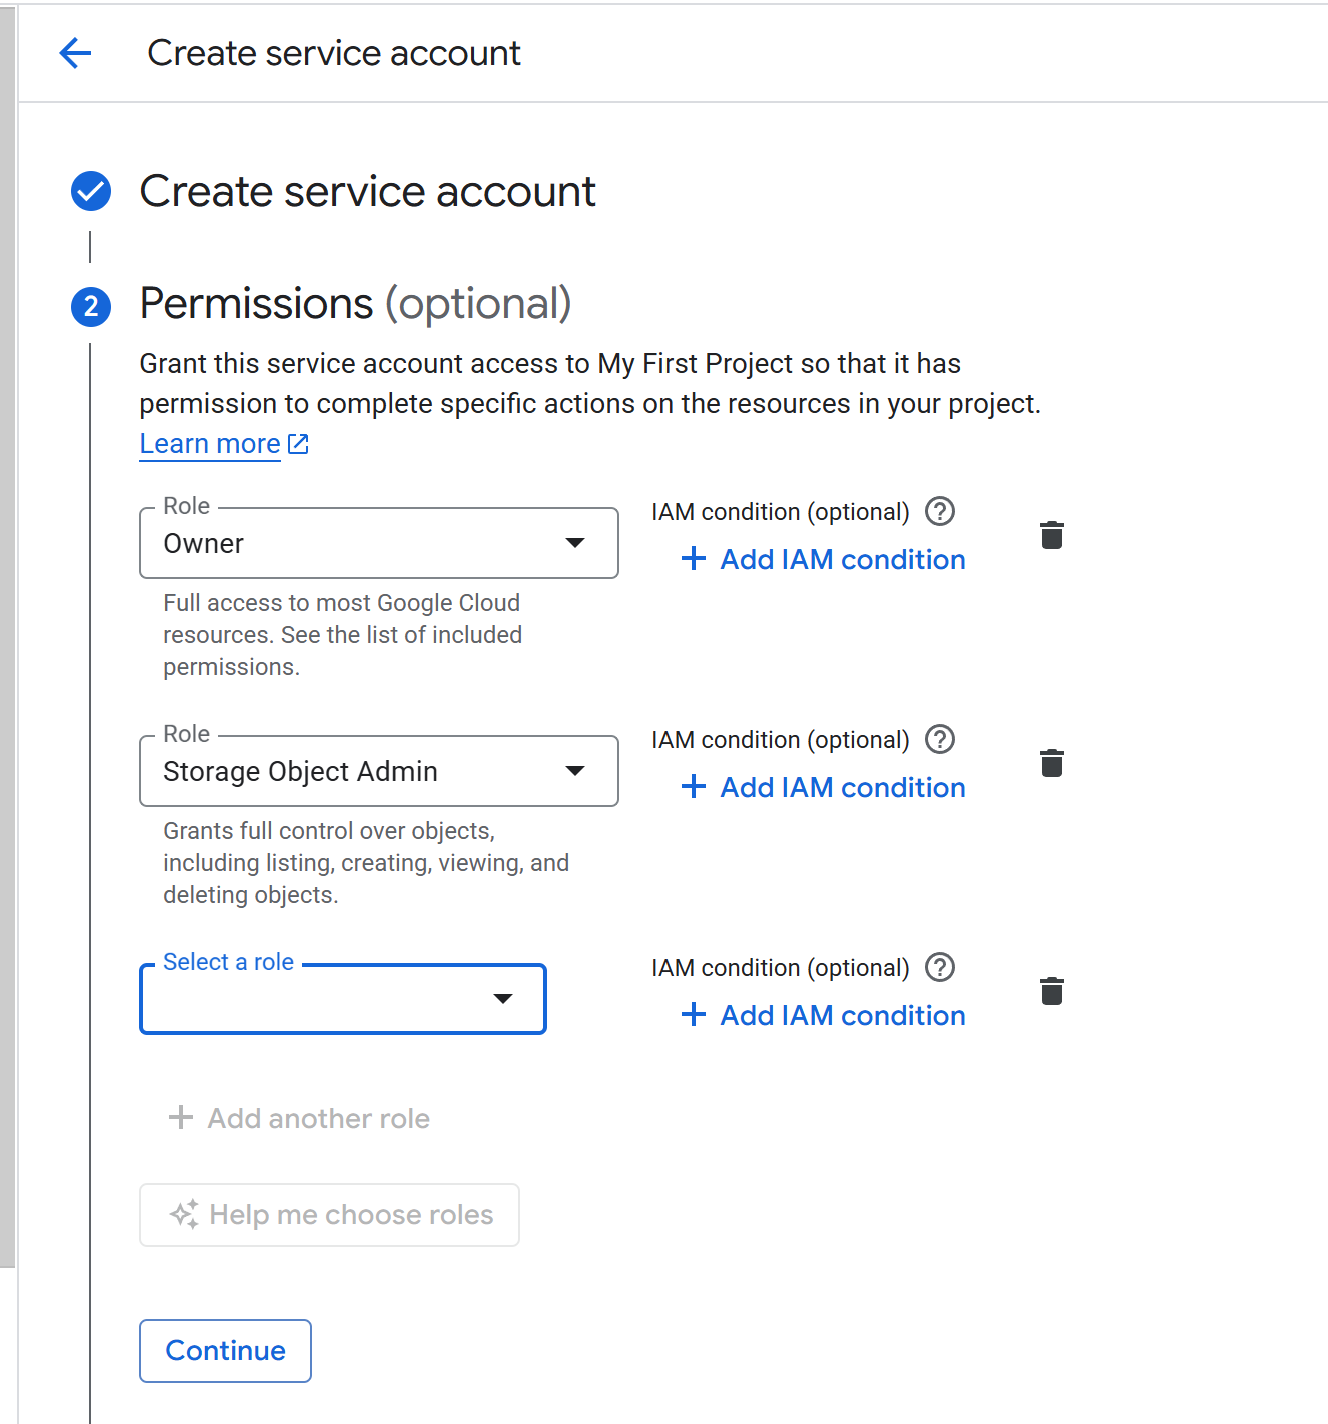 Create service account
Create service account
2
Permissions (optional)
Grant this service account access to My First Project so that it has
permission to complete specific actions on the resources in your project.
Learn more
Role
Owner
IAM condition (optional)
Add IAM condition
Full access to most Google Cloud
resources. See the list of included
permissions.
Role
Storage Object Admin
IAM condition (optional)
Add IAM condition
Grants full control over objects,
including listing, creating, viewing, and
deleting objects.
Select a role
IAM condition (optional)
Add IAM condition
Add another role
Help me choose roles
Continue